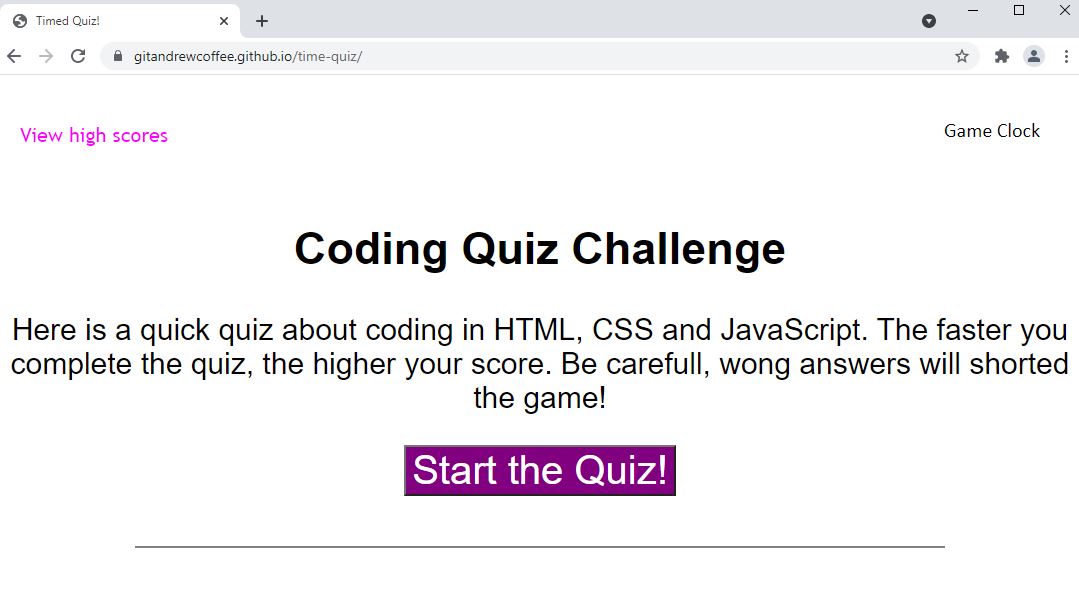 Timed Quiz!
gitandrewcoffee.github.io/time-quiz/
View high scores
Game Clock
Coding Quiz Challenge
Here is a quick quiz about coding in HTML, CSS and JavaScript. The faster you
complete the quiz, the higher your score. Be carefull, wong answers will shorted
the game!
Start the Quiz!